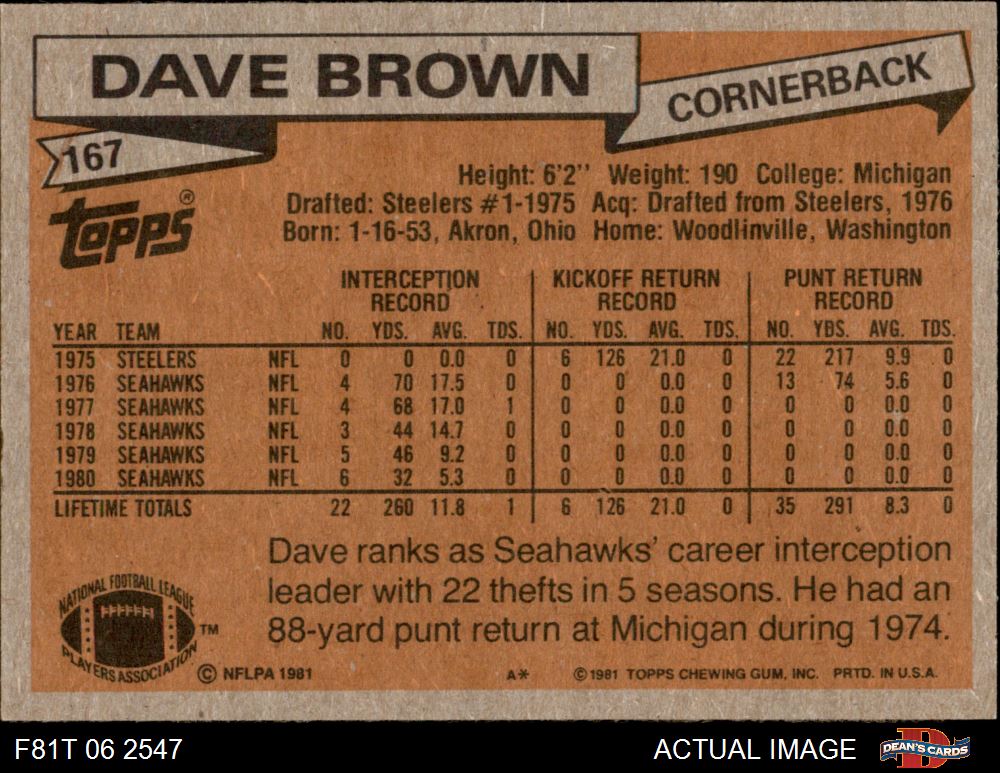 DAVE BROWN
CORNERBACK
167
Topps®
Height: 6'2'' Weight: 190 College: Michigan
Drafted: Steelers #1-1975 Acq: Drafted from Steelers, 1976
Born: 1-16-53, Akron, Ohio Home: Woodlinville, Washington
INTERCEPTION RECORD KICKOFF RETURN RECORD PUNT RETURN RECORD
YEAR TEAM NO. YDS. AVG. TDS. NO. YDS. AVG. TDS. NO. YDS. AVG. TDS.
1975 STEELERS NFL 0 0 0.0 0 6 126 21.0 0 22 217 9.9 0
1976 SEAHAWKS NFL 4 70 17.5 0 0 0 0.0 0 13 74 5.6 0
1977 SEAHAWKS NFL 4 68 17.0 1 0 0 0.0 0 0 0 0.0 0
1978 SEAHAWKS NFL 3 44 14.7 0 0 0 0.0 0 0 0 0.0 0
1979 SEAHAWKS NFL 5 46 9.2 0 0 0 0.0 0 0 0 0.0 0
1980 SEAHAWKS NFL 6 32 5.3 0 0 0 0.0 0 0 0 0.0 0
LIFETIME TOTALS 22 260 11.8 1 6 126 21.0 0 35 291 8.3 0
Dave ranks as Seahawks' career interception
leader with 22 thefts in 5 seasons. He had an
88-yard punt return at Michigan during 1974.
NATIONAL FOOTBALL LEAGUE
PLAYERS ASSOCIATION
TM
© NFLPA 1981 A* ©1981 TOPPS CHEWING GUM, INC. PRTD. IN U.S.A.
F81T 06 2547 ACTUAL IMAGE DEAN'S CARDS